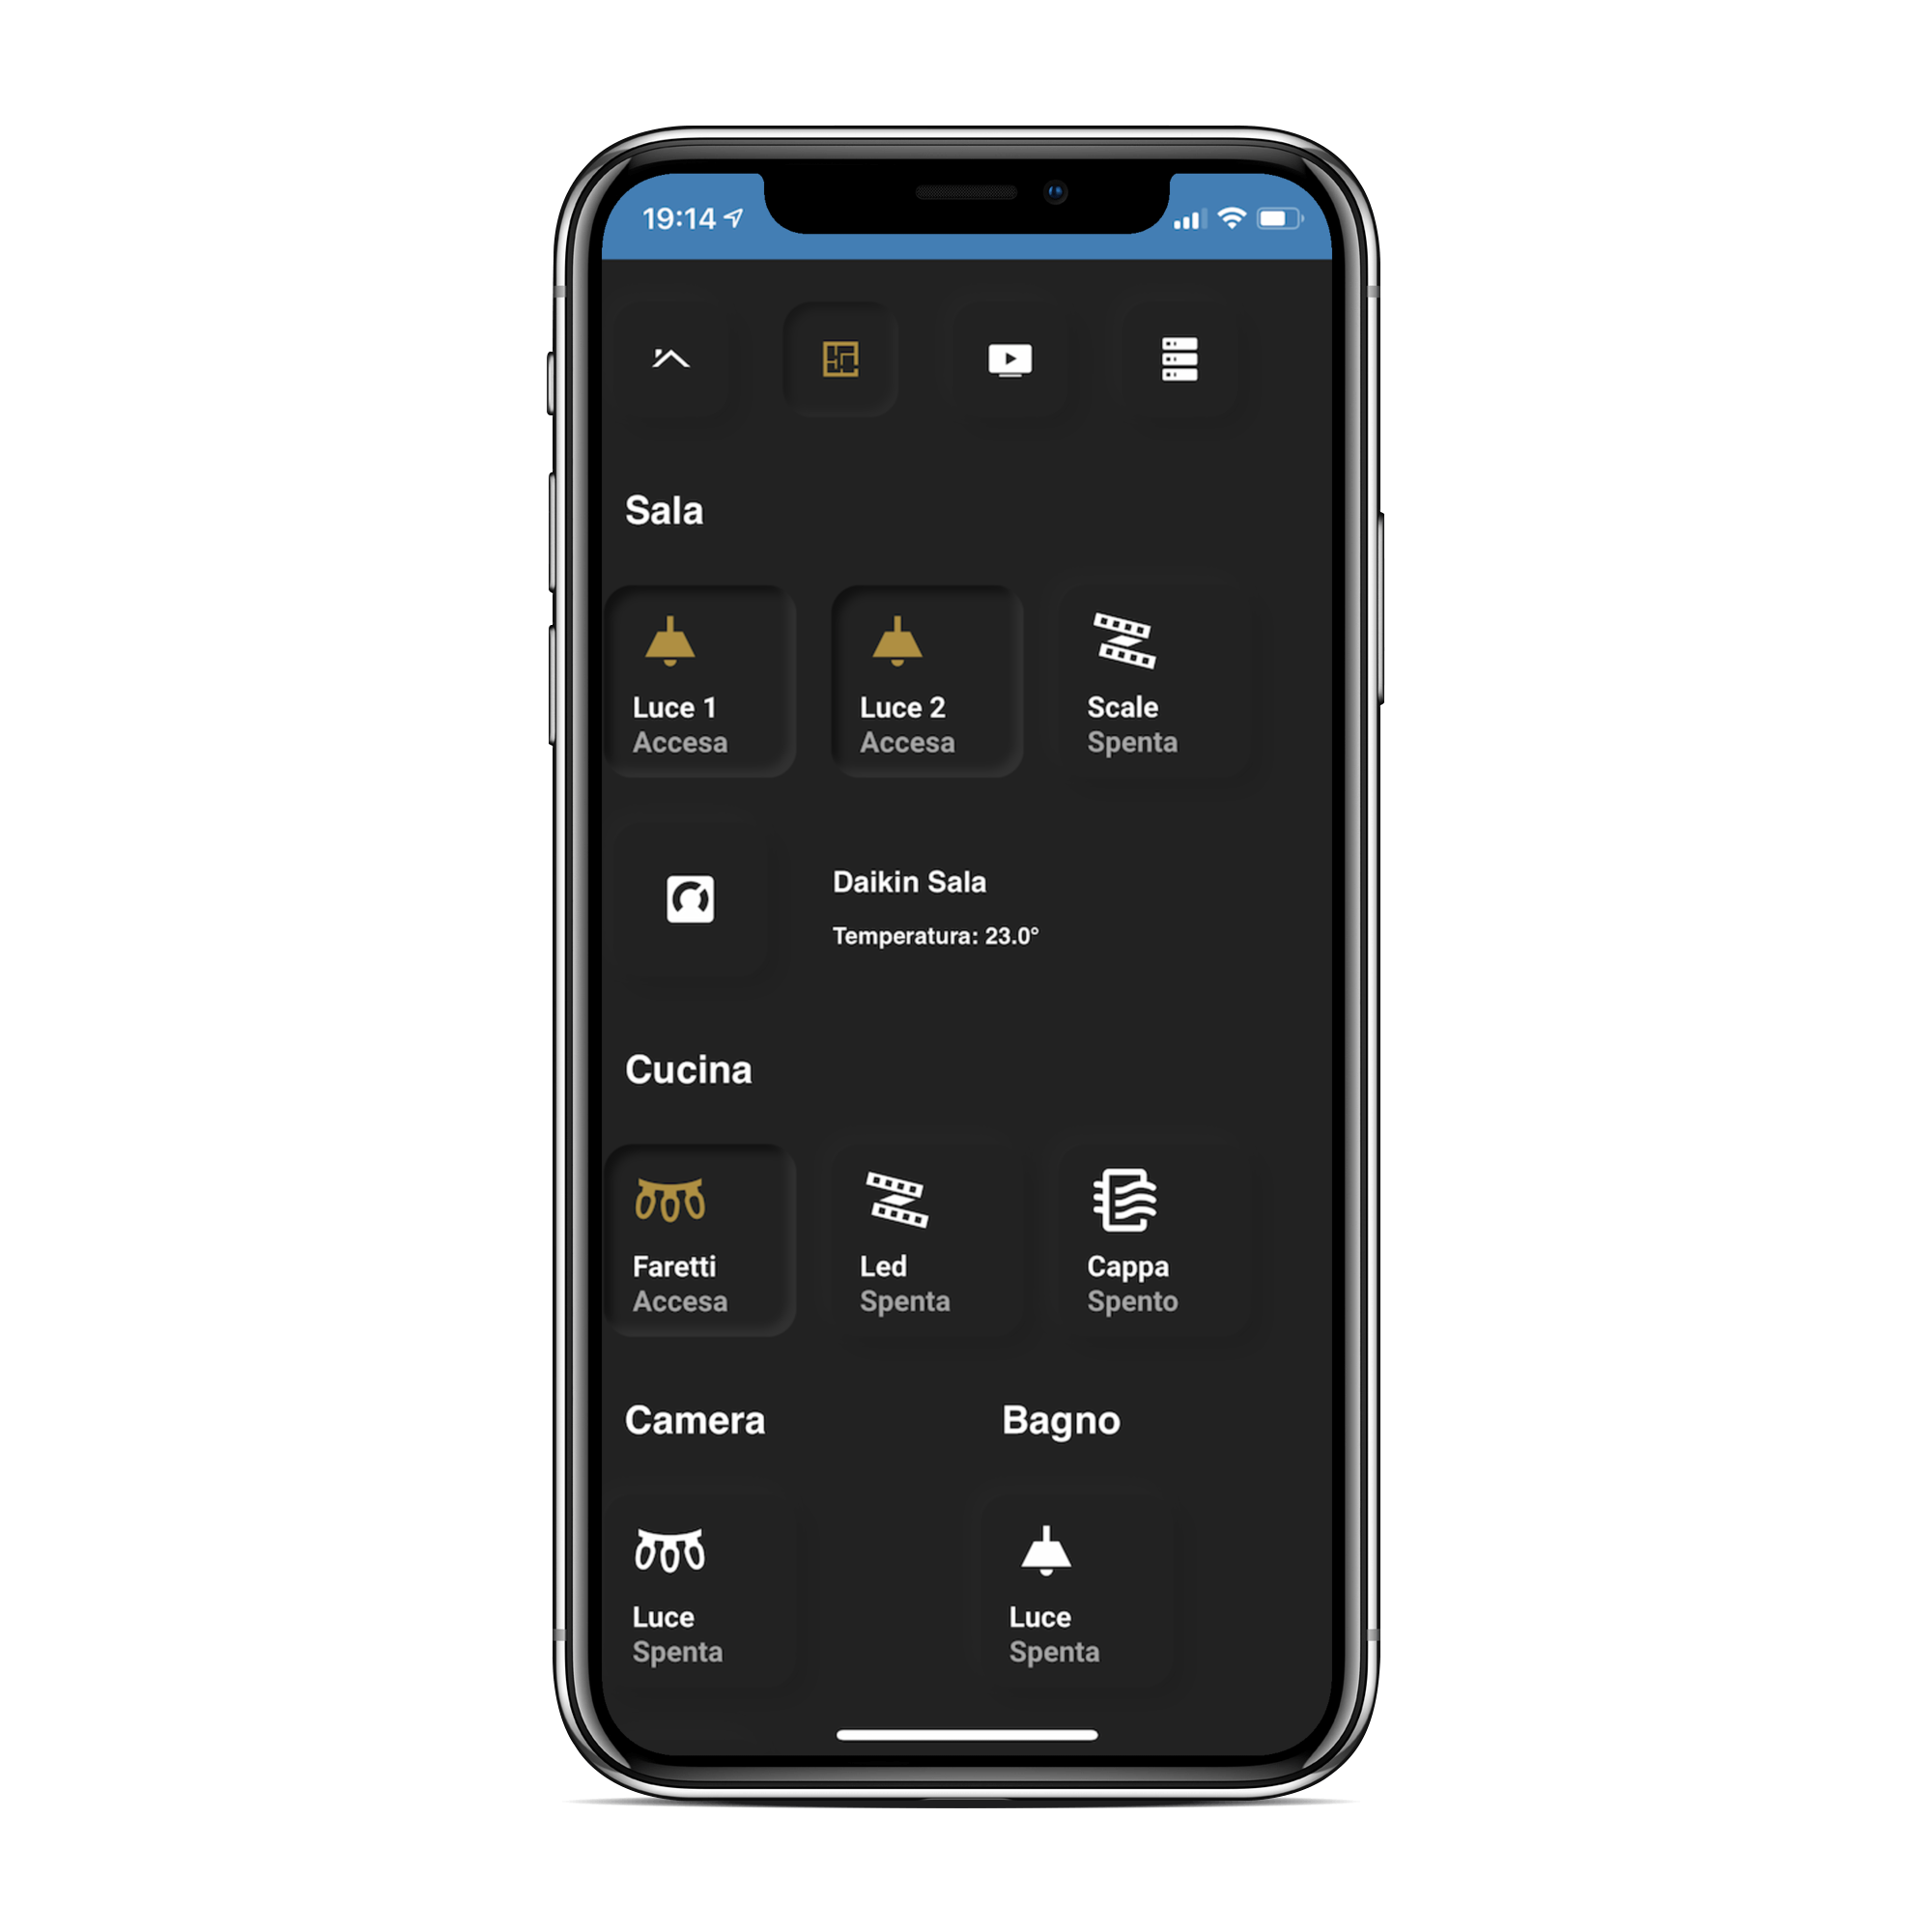 19:14
Sala
Luce 1
Accesa
Luce 2
Accesa
Scale
Spenta
Daikin Sala
Temperatura: 23.0°
Cucina
Faretti
Accesa
Led
Spenta
Cappa
Spento
Camera
Luce
Spenta
Bagno
Luce
Spenta